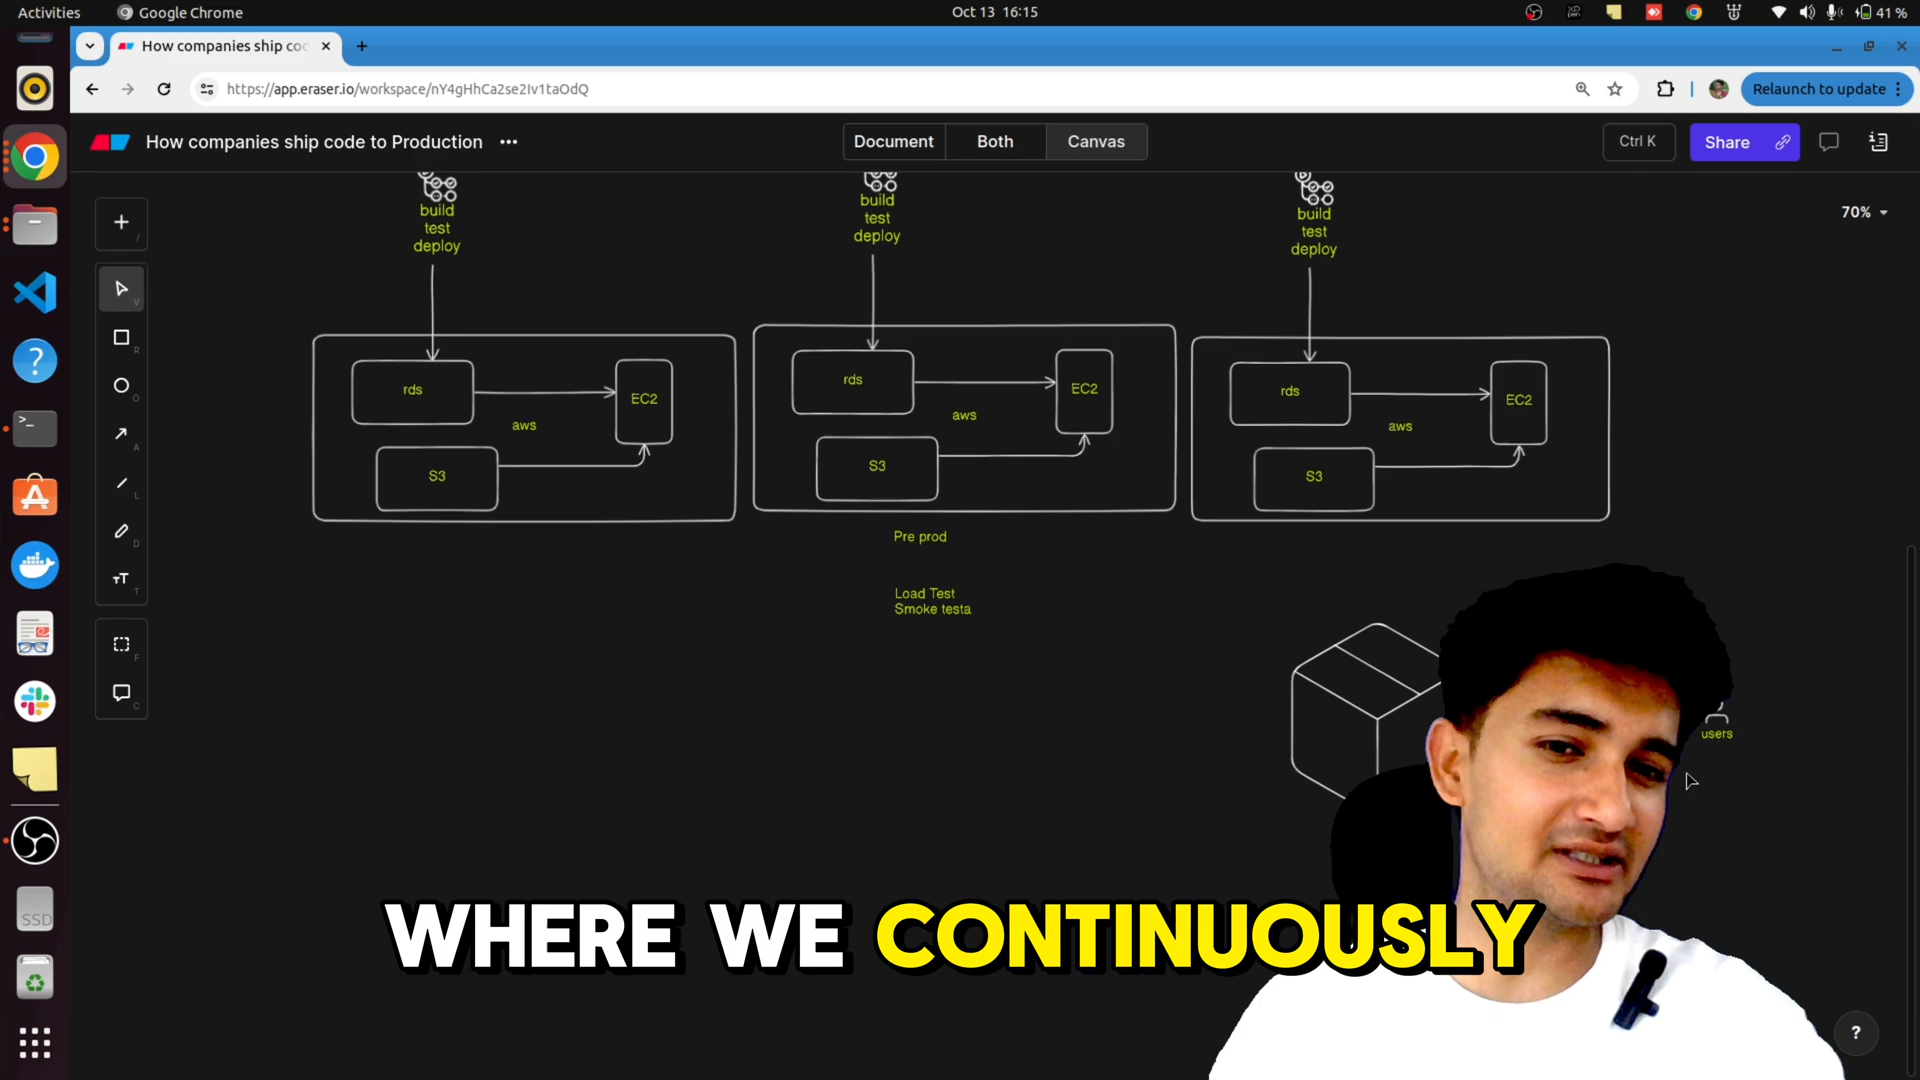 Activities
Google Chrome
Oct 13 16:15
41 %
How companies ship cod
https://app.eraser.io/workspace/nY4gHhCa2se2Iv1taOdQ
Relaunch to update
How companies ship code to Production
Document
Both
Canvas
Ctrl K
Share
70%
build
test
deploy
build
test
deploy
build
test
deploy
rds
EC2
aws
S3
rds
EC2
aws
S3
rds
EC2
aws
S3
Pre prod
Load Test
Smoke testa
users
WHERE WE CONTINUOUSLY
SSD
/
V
R
O
A
L
D
T
F
C
?